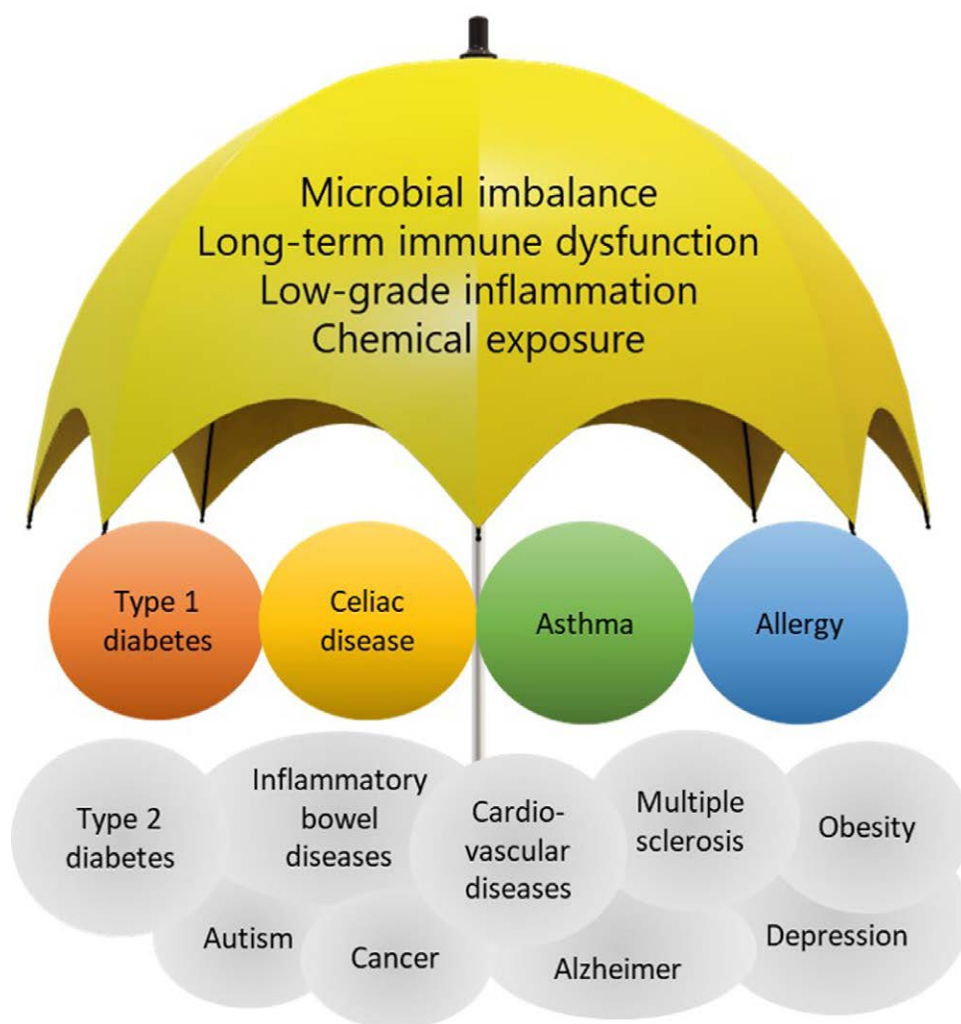 Microbial imbalance
Long-term immune dysfunction
Low-grade inflammation
Chemical exposure
Type 1
diabetes
Celiac
disease
Asthma
Allergy
Type 2
diabetes
Inflammatory
bowel
diseases
Cardio-
vascular
diseases
Multiple
sclerosis
Obesity
Autism
Cancer
Alzheimer
Depression